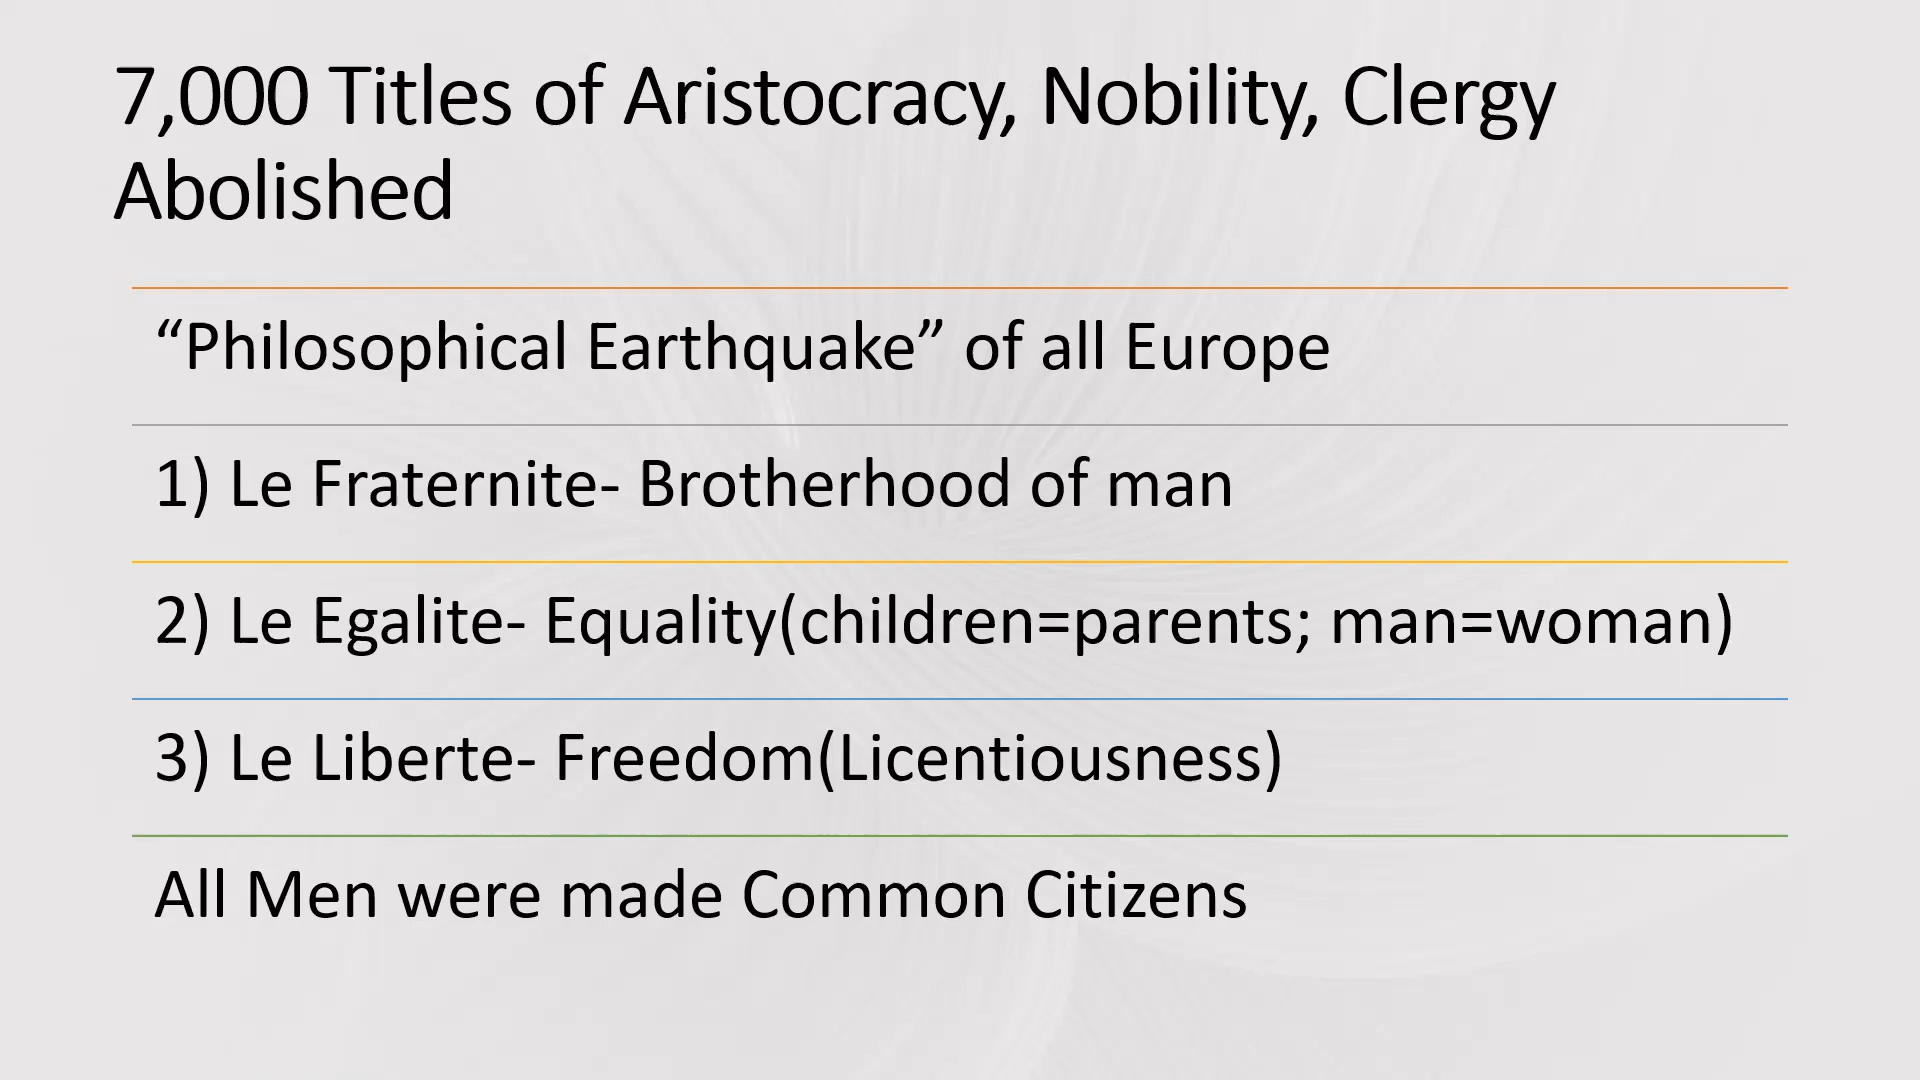 7,000 Titles of Aristocracy, Nobility, Clergy
Abolished
“Philosophical Earthquake” of all Europe
1) Le Fraternite- Brotherhood of man
2) Le Egalite- Equality(children=parents; man=woman)
3) Le Liberte- Freedom(Licentiousness)
All Men were made Common Citizens